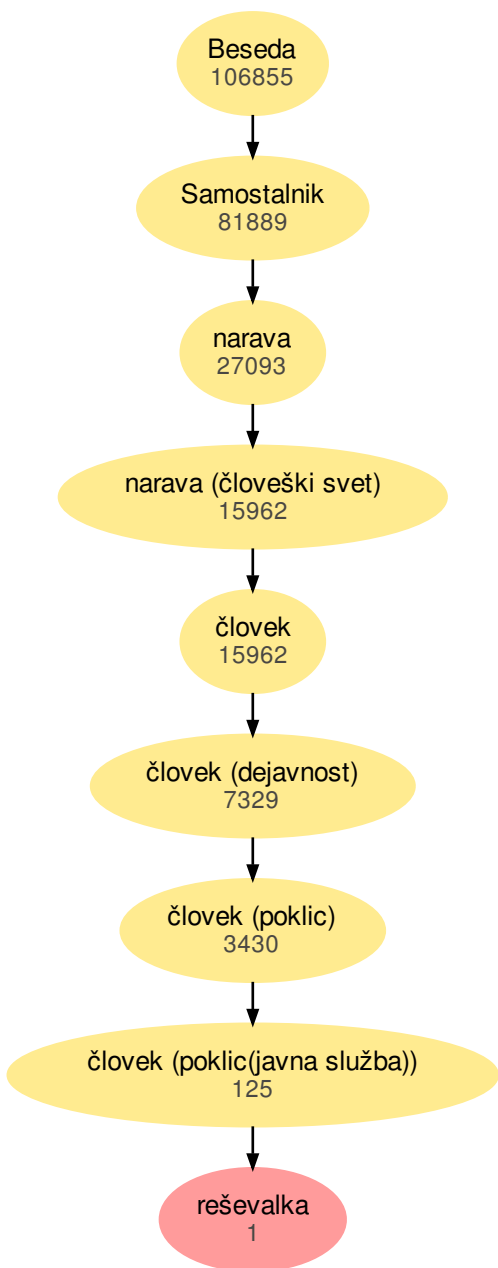 Beseda
106855
Samostalnik
81889
narava
27093
narava (človeški svet)
15962
človek
15962
človek (dejavnost)
7329
človek (poklic)
3430
človek (poklic(javna služba))
125
reševalka
1